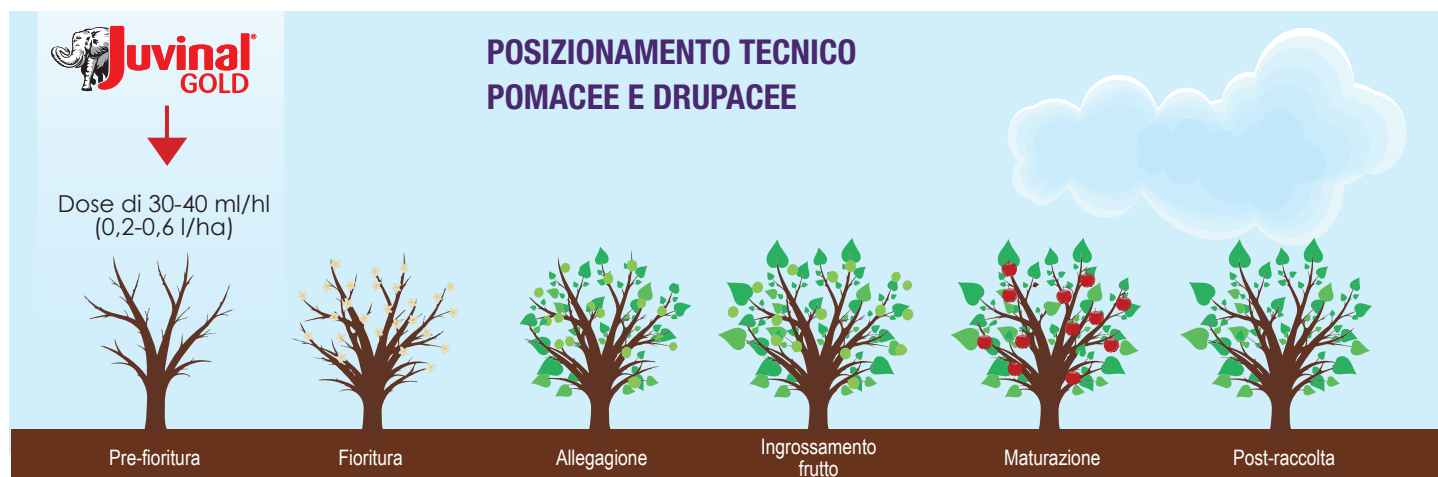 Juvinal®
GOLD
POSIZIONAMENTO TECNICO
POMACEE E DRUPACEE
Dose di 30-40 ml/hl
(0,2-0,6 l/ha)
Pre-fioritura
Fioritura
Allegagione
Ingrossamento
frutto
Maturazione
Post-raccolta